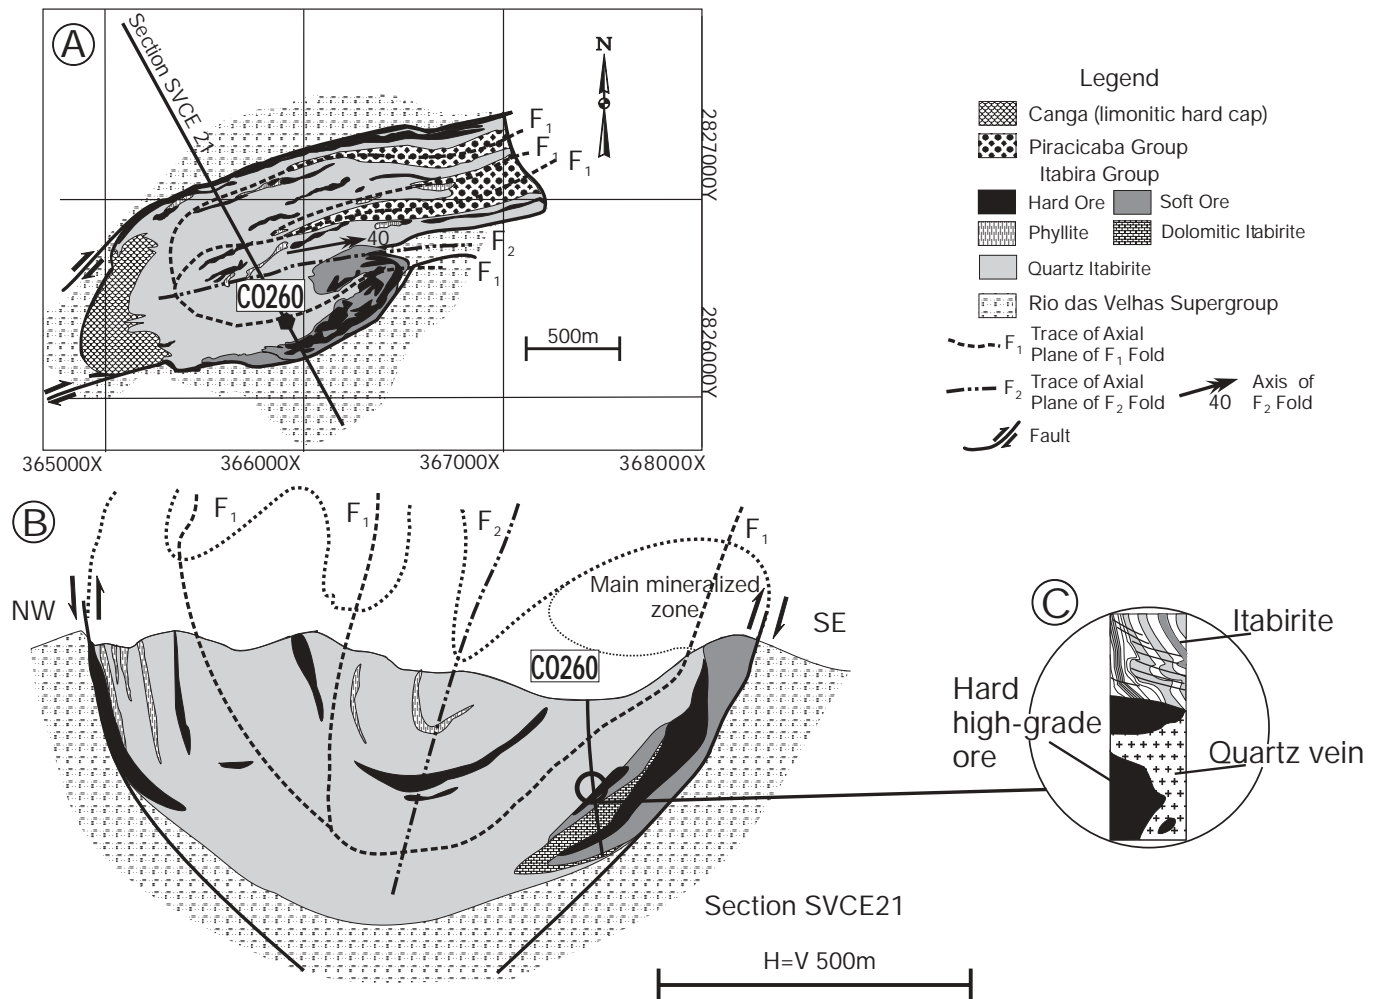 A
Section SVCE 21
N
F1
F1
F1
40
F2
F1
CO260
500m
2827000Y
2826000Y
365000X
366000X
367000X
368000X
Legend
Canga (limonitic hard cap)
Piracicaba Group
Itabira Group
Hard Ore
Soft Ore
Phyllite
Dolomitic Itabirite
Quartz Itabirite
Rio das Velhas Supergroup
F1 Trace of Axial
Plane of F1 Fold
F2 Trace of Axial
Plane of F2 Fold
40
Axis of
F2 Fold
Fault
B
F1
F1
F2
F1
NW
Main mineralized
zone
SE
CO260
Section SVCE21
H=V 500m
C
Itabirite
Hard
high-grade
ore
Quartz vein